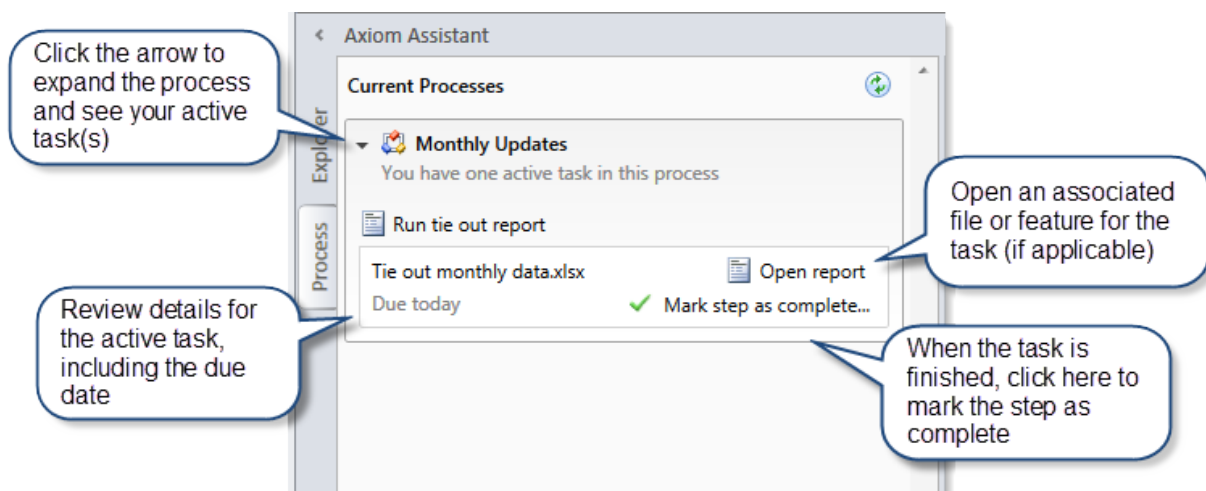 Axiom Assistant
Click the arrow to
expand the process
and see your active
task(s)
Current Processes
Explorer
Monthly Updates
You have one active task in this process
Open an associated
file or feature for the
task (if applicable)
Run tie out report
Process
Tie out monthly data.xlsx
Open report
Due today
Mark step as complete...
Review details for
the active task,
including the due
date
When the task is
finished, click here to
mark the step as
complete